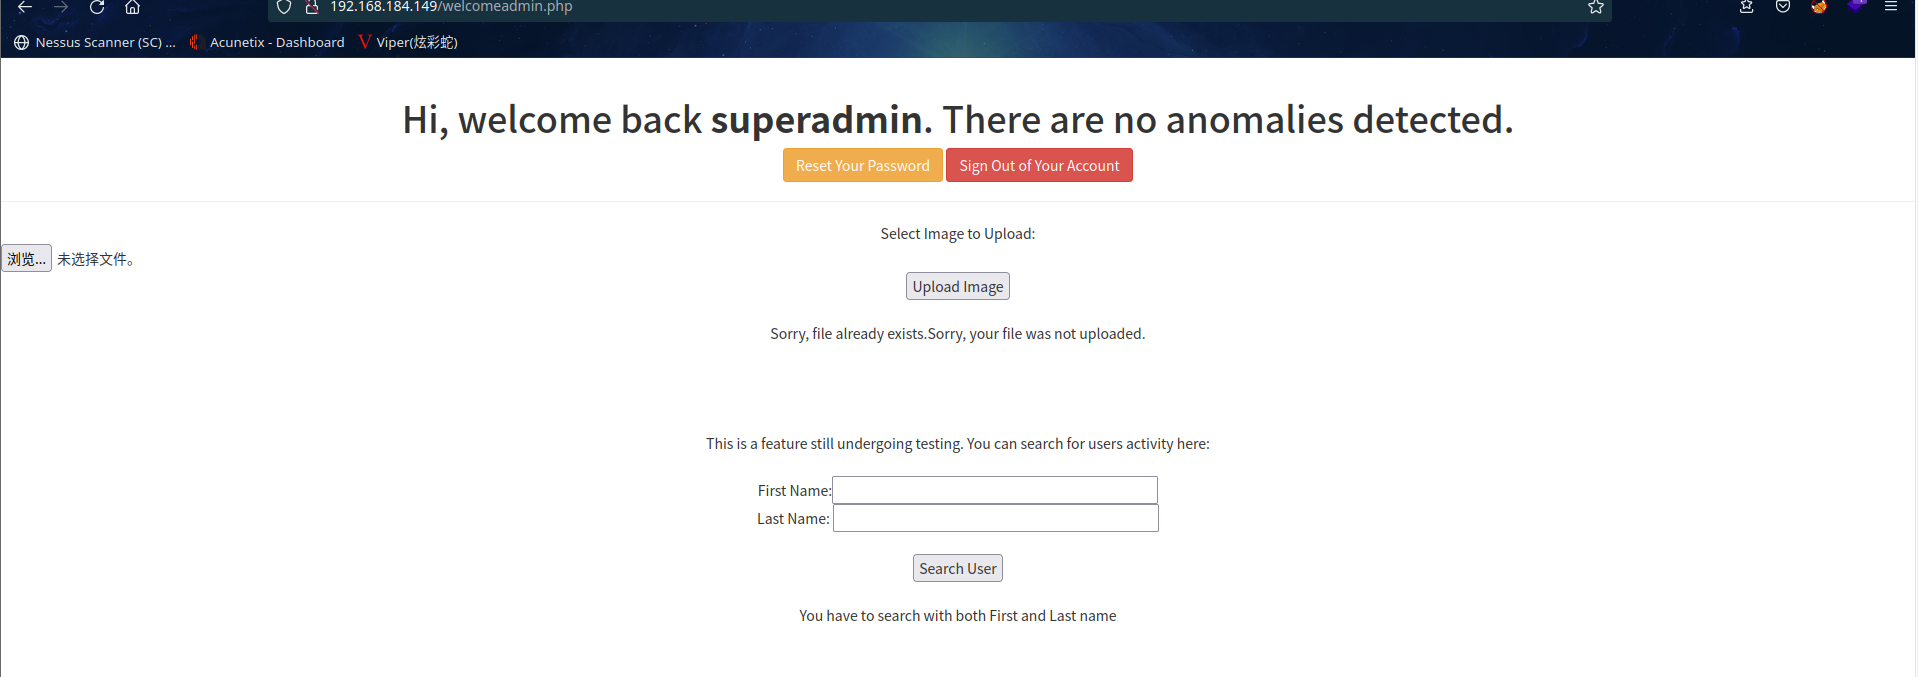 192.168.184.149/welcomeadmin.php
Nessus Scanner (SC) ... Acunetix - Dashboard Viper(炫彩蛇)
Hi, welcome back superadmin. There are no anomalies detected.
Reset Your Password Sign Out of Your Account
Select Image to Upload:
浏览... 未选择文件。
Upload Image
Sorry, file already exists.Sorry, your file was not uploaded.
This is a feature still undergoing testing. You can search for users activity here:
First Name:
Last Name:
Search User
You have to search with both First and Last name